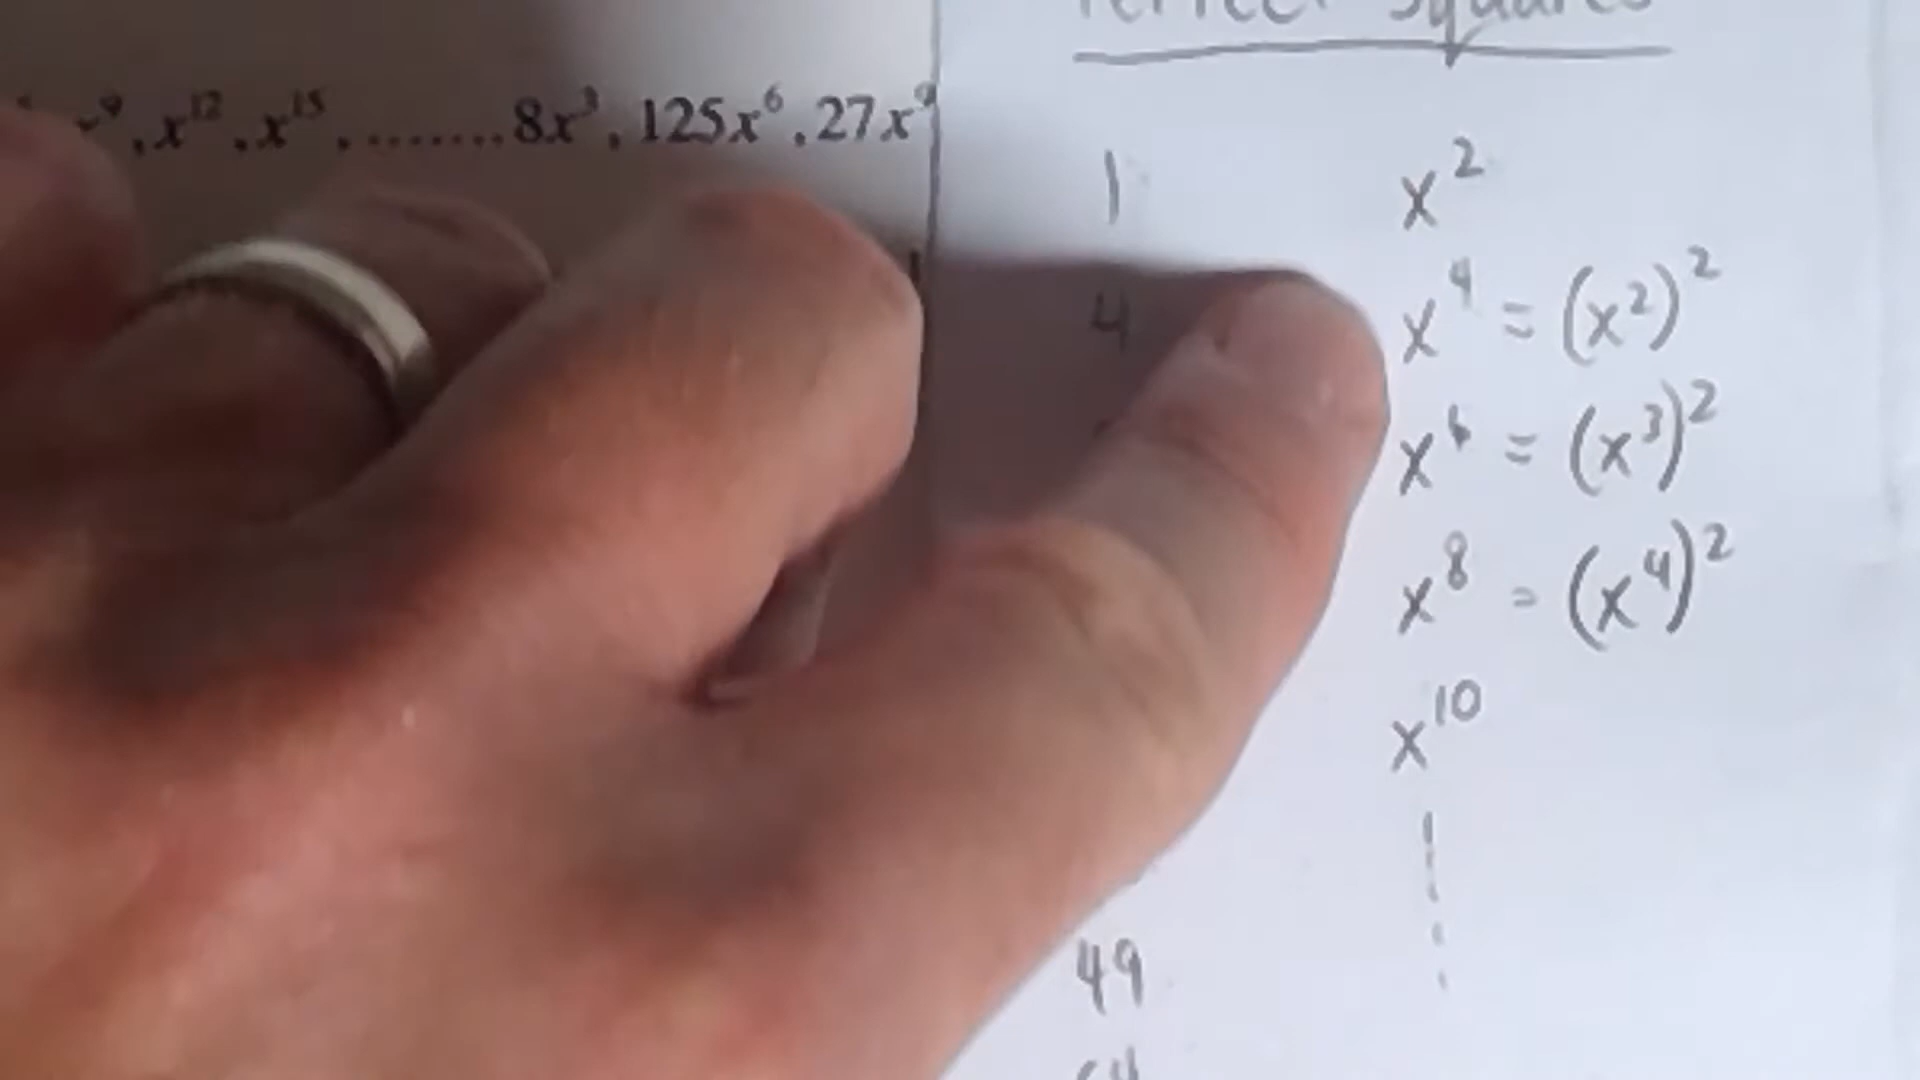 Perfect Squares
, x¹², x¹⁵, ........ 8x³, 125x⁶, 27x⁹
1 x²
4 x⁴ = (x²)²
x⁶ = (x³)²
x⁸ = (x⁴)²
x¹⁰
49
64